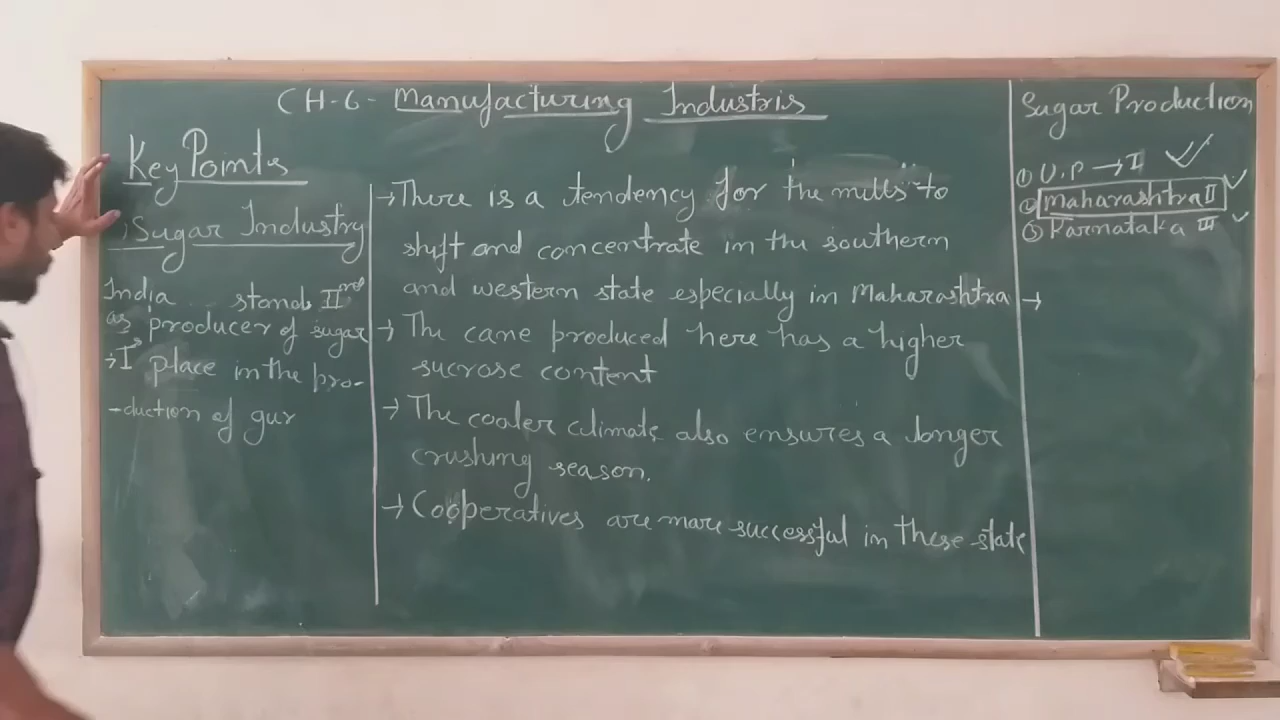 CH-6- Manufacturing Industris
Key Points
Sugar Industry
India .. stands IInd
as producer of sugar
→ Ist place in the pro-
-duction of gur
→ There is a tendency for the mills to
shift and concentrate in the southern
and western state especially in Maharashtra
→ The cane produced here has a higher
sucrose content
→ The cooler climate also ensures a longer
crushing season.
→ Cooperatives are more successful in these state
Sugar Production
① U.P → I
② Maharashtra II
③ Karnataka III
→